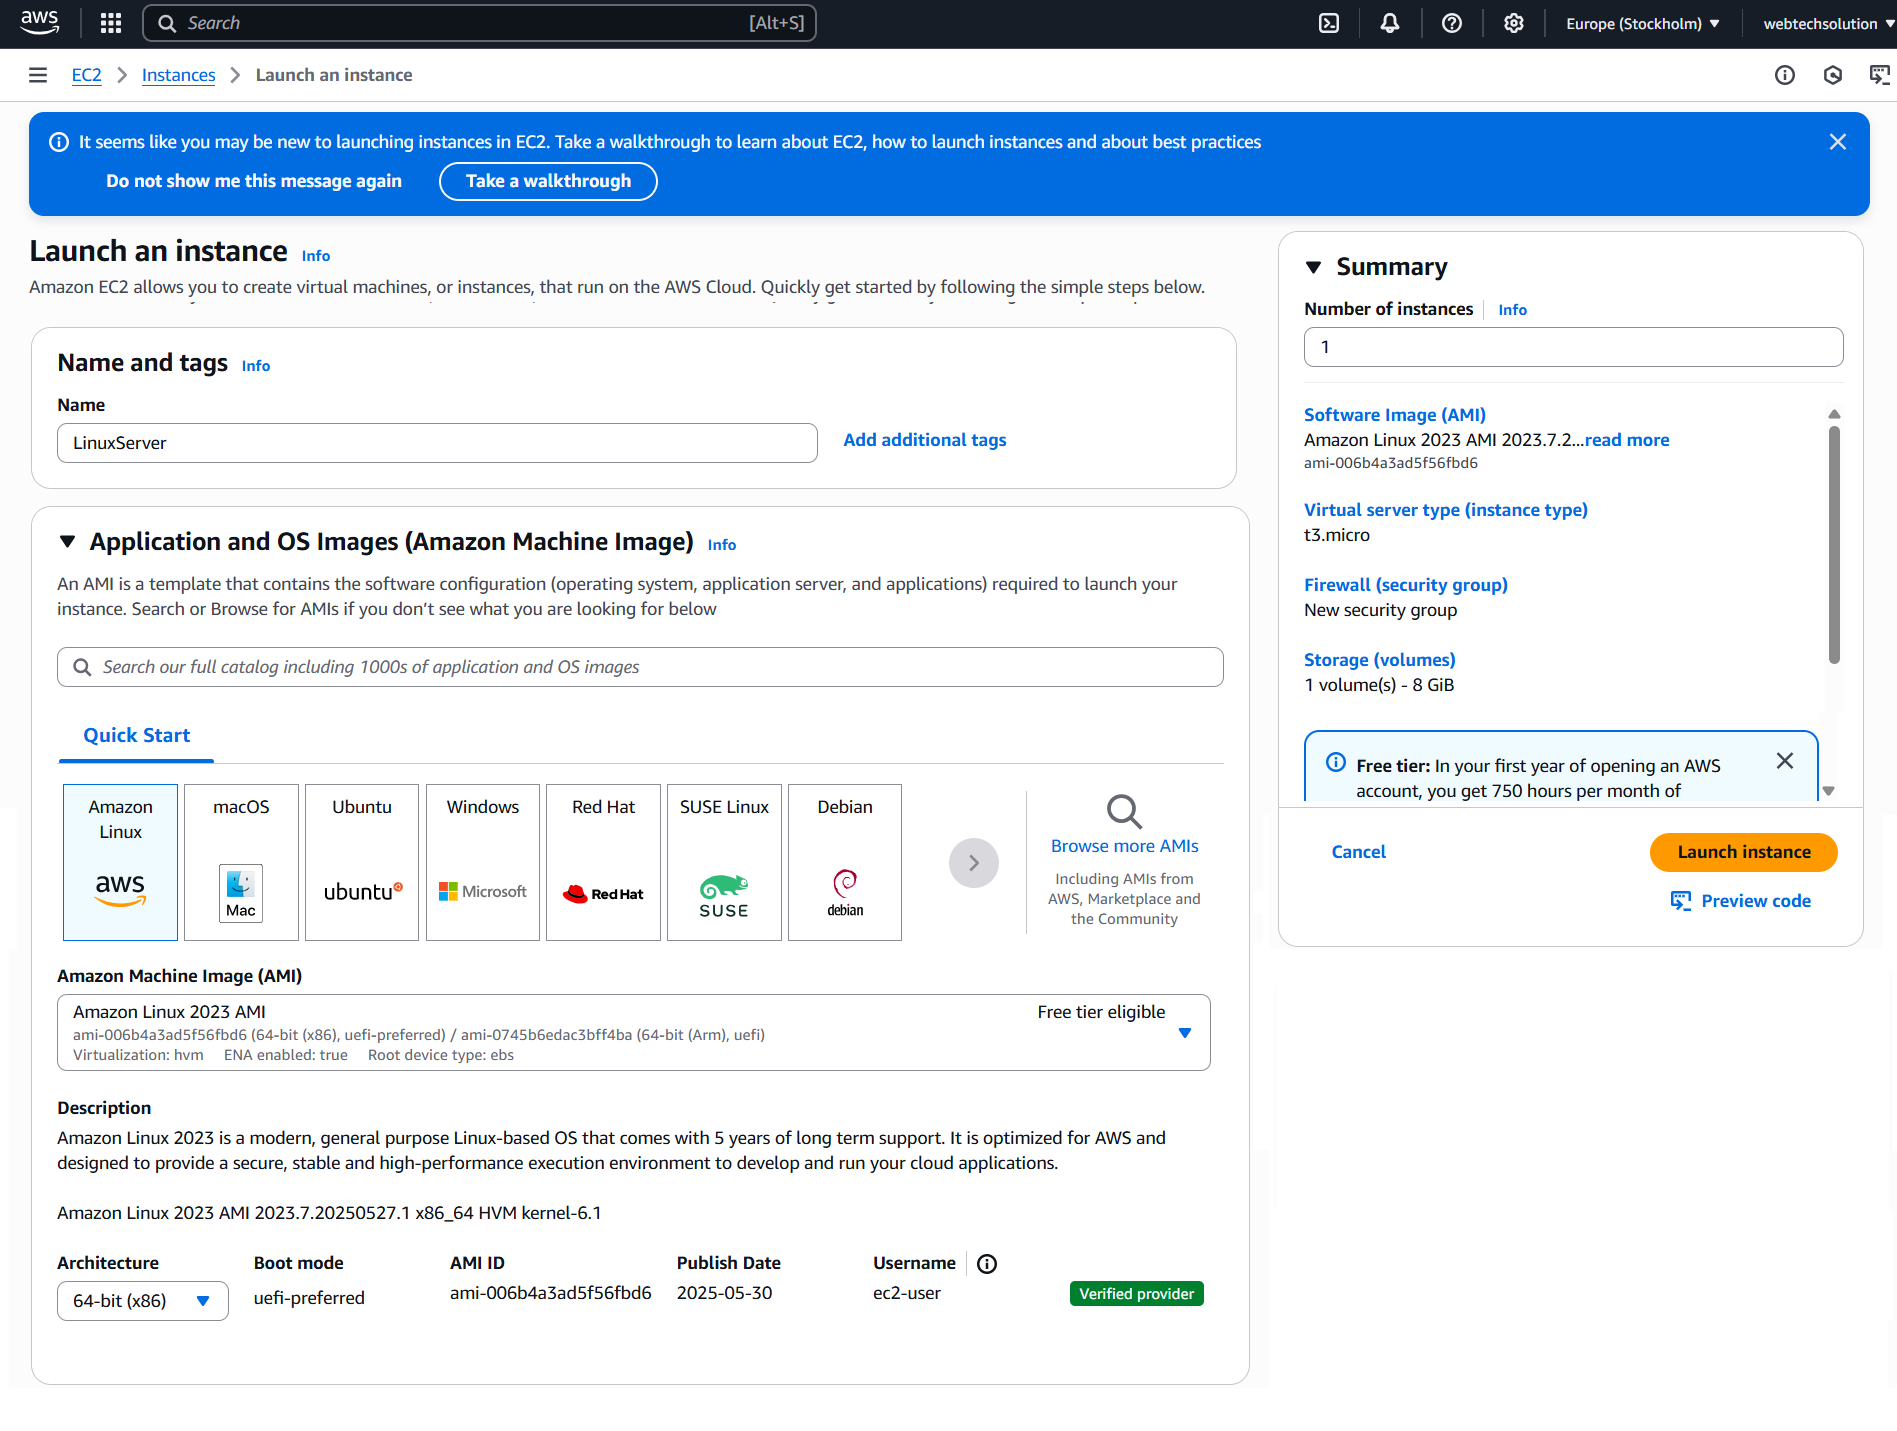 aws
Search [Alt+S]
Europe (Stockholm)
webtechsolution
EC2
Instances
Launch an instance
It seems like you may be new to launching instances in EC2. Take a walkthrough to learn about EC2, how to launch instances and about best practices
Do not show me this message again
Take a walkthrough
Launch an instance Info
Amazon EC2 allows you to create virtual machines, or instances, that run on the AWS Cloud. Quickly get started by following the simple steps below.
Name and tags Info
Name
LinuxServer
Add additional tags
Application and OS Images (Amazon Machine Image) Info
An AMI is a template that contains the software configuration (operating system, application server, and applications) required to launch your
instance. Search or Browse for AMIs if you don’t see what you are looking for below
Search our full catalog including 1000s of application and OS images
Quick Start
Amazon
Linux
aws
macOS
Mac
Ubuntu
ubuntu
Windows
Microsoft
Red Hat
Red Hat
SUSE Linux
SUSE
Debian
debian
Browse more AMIs
Including AMIs from
AWS, Marketplace and
the Community
Amazon Machine Image (AMI)
Amazon Linux 2023 AMI
Free tier eligible
ami-006b4a3ad5f56fbd6 (64-bit (x86), uefi-preferred) / ami-0745b6edac3bff4ba (64-bit (Arm), uefi)
Virtualization: hvm ENA enabled: true Root device type: ebs
Description
Amazon Linux 2023 is a modern, general purpose Linux-based OS that comes with 5 years of long term support. It is optimized for AWS and
designed to provide a secure, stable and high-performance execution environment to develop and run your cloud applications.
Amazon Linux 2023 AMI 2023.7.20250527.1 x86_64 HVM kernel-6.1
Architecture
64-bit (x86)
Boot mode
uefi-preferred
AMI ID
ami-006b4a3ad5f56fbd6
Publish Date
2025-05-30
Username
ec2-user
Verified provider
Summary
Number of instances Info
1
Software Image (AMI)
Amazon Linux 2023 AMI 2023.7.2...read more
ami-006b4a3ad5f56fbd6
Virtual server type (instance type)
t3.micro
Firewall (security group)
New security group
Storage (volumes)
1 volume(s) - 8 GiB
Free tier: In your first year of opening an AWS
account, you get 750 hours per month of
Cancel
Launch instance
Preview code